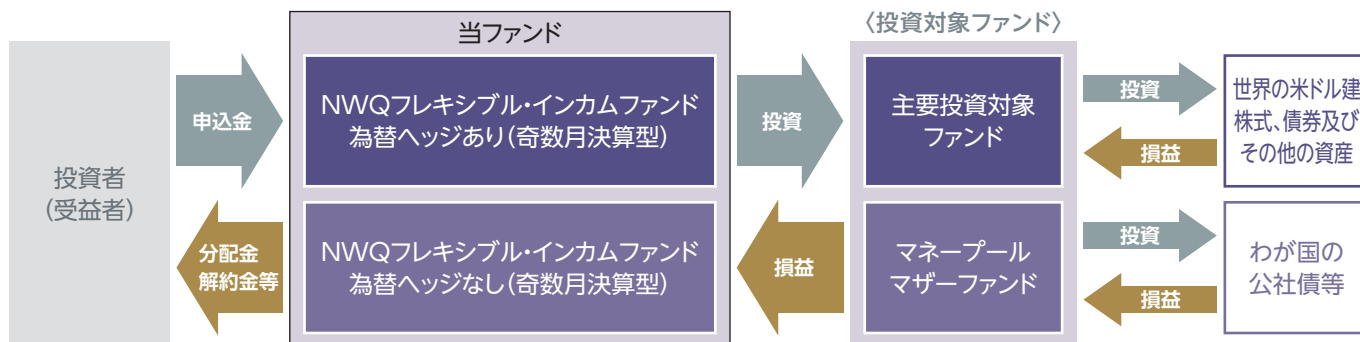 投資者
(受益者)
申込金
分配金
解約金等
当ファンド
NWQフレキシブル・インカムファンド
為替ヘッジあり(奇数月決算型)
NWQフレキシブル・インカムファンド
為替ヘッジなし(奇数月決算型)
投資
損益
〈投資対象ファンド〉
主要投資対象
ファンド
マネープール
マザーファンド
投資
損益
投資
損益
世界の米ドル建
株式、債券及び
その他の資産
わが国の
公社債等